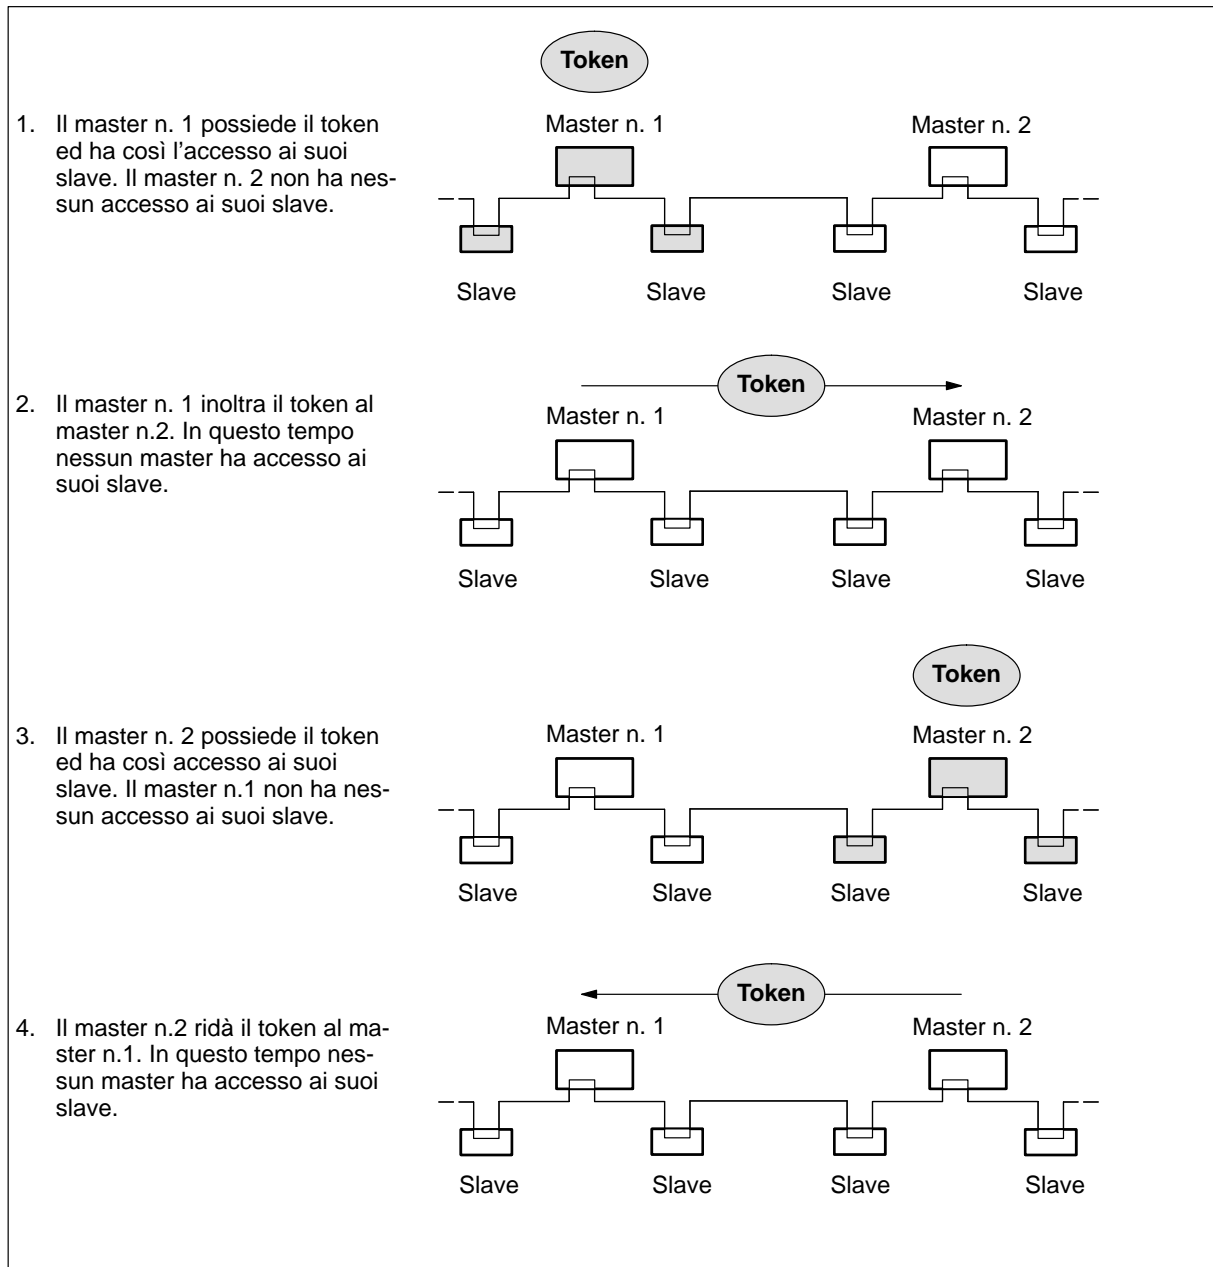 Token
1. Il master n. 1 possiede il token
ed ha così l'accesso ai suoi
slave. Il master n. 2 non ha nes-
sun accesso ai suoi slave.
Master n. 1
Master n. 2
Slave
Slave
Slave
Slave
Token
2. Il master n. 1 inoltra il token al
master n.2. In questo tempo
nessun master ha accesso ai
suoi slave.
Master n. 1
Master n. 2
Slave
Slave
Slave
Slave
Token
3. Il master n. 2 possiede il token
ed ha così accesso ai suoi
slave. Il master n.1 non ha nes-
sun accesso ai suoi slave.
Master n. 1
Master n. 2
Slave
Slave
Slave
Slave
Token
4. Il master n.2 ridà il token al ma-
ster n.1. In questo tempo nes-
sun master ha accesso ai suoi
slave.
Master n. 1
Master n. 2
Slave
Slave
Slave
Slave